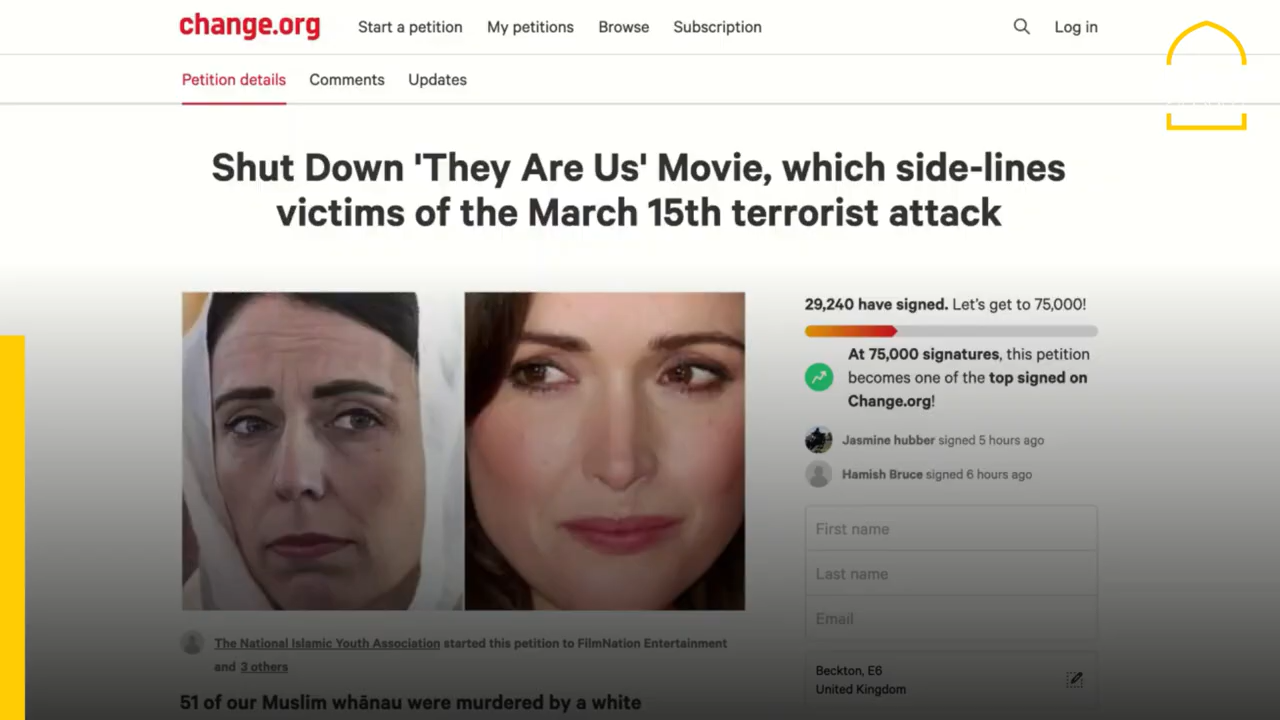 change.org
Start a petition
My petitions
Browse
Subscription
Log in
Petition details
Comments
Updates
Shut Down 'They Are Us' Movie, which side-lines
victims of the March 15th terrorist attack
29,240 have signed. Let's get to 75,000!
At 75,000 signatures, this petition
becomes one of the top signed on
Change.org!
Jasmine hubber signed 5 hours ago
Hamish Bruce signed 6 hours ago
First name
Last name
Email
Beckton, E6
United Kingdom
The National Islamic Youth Association started this petition to FilmNation Entertainment
and 3 others
51 of our Muslim whānau were murdered by a white